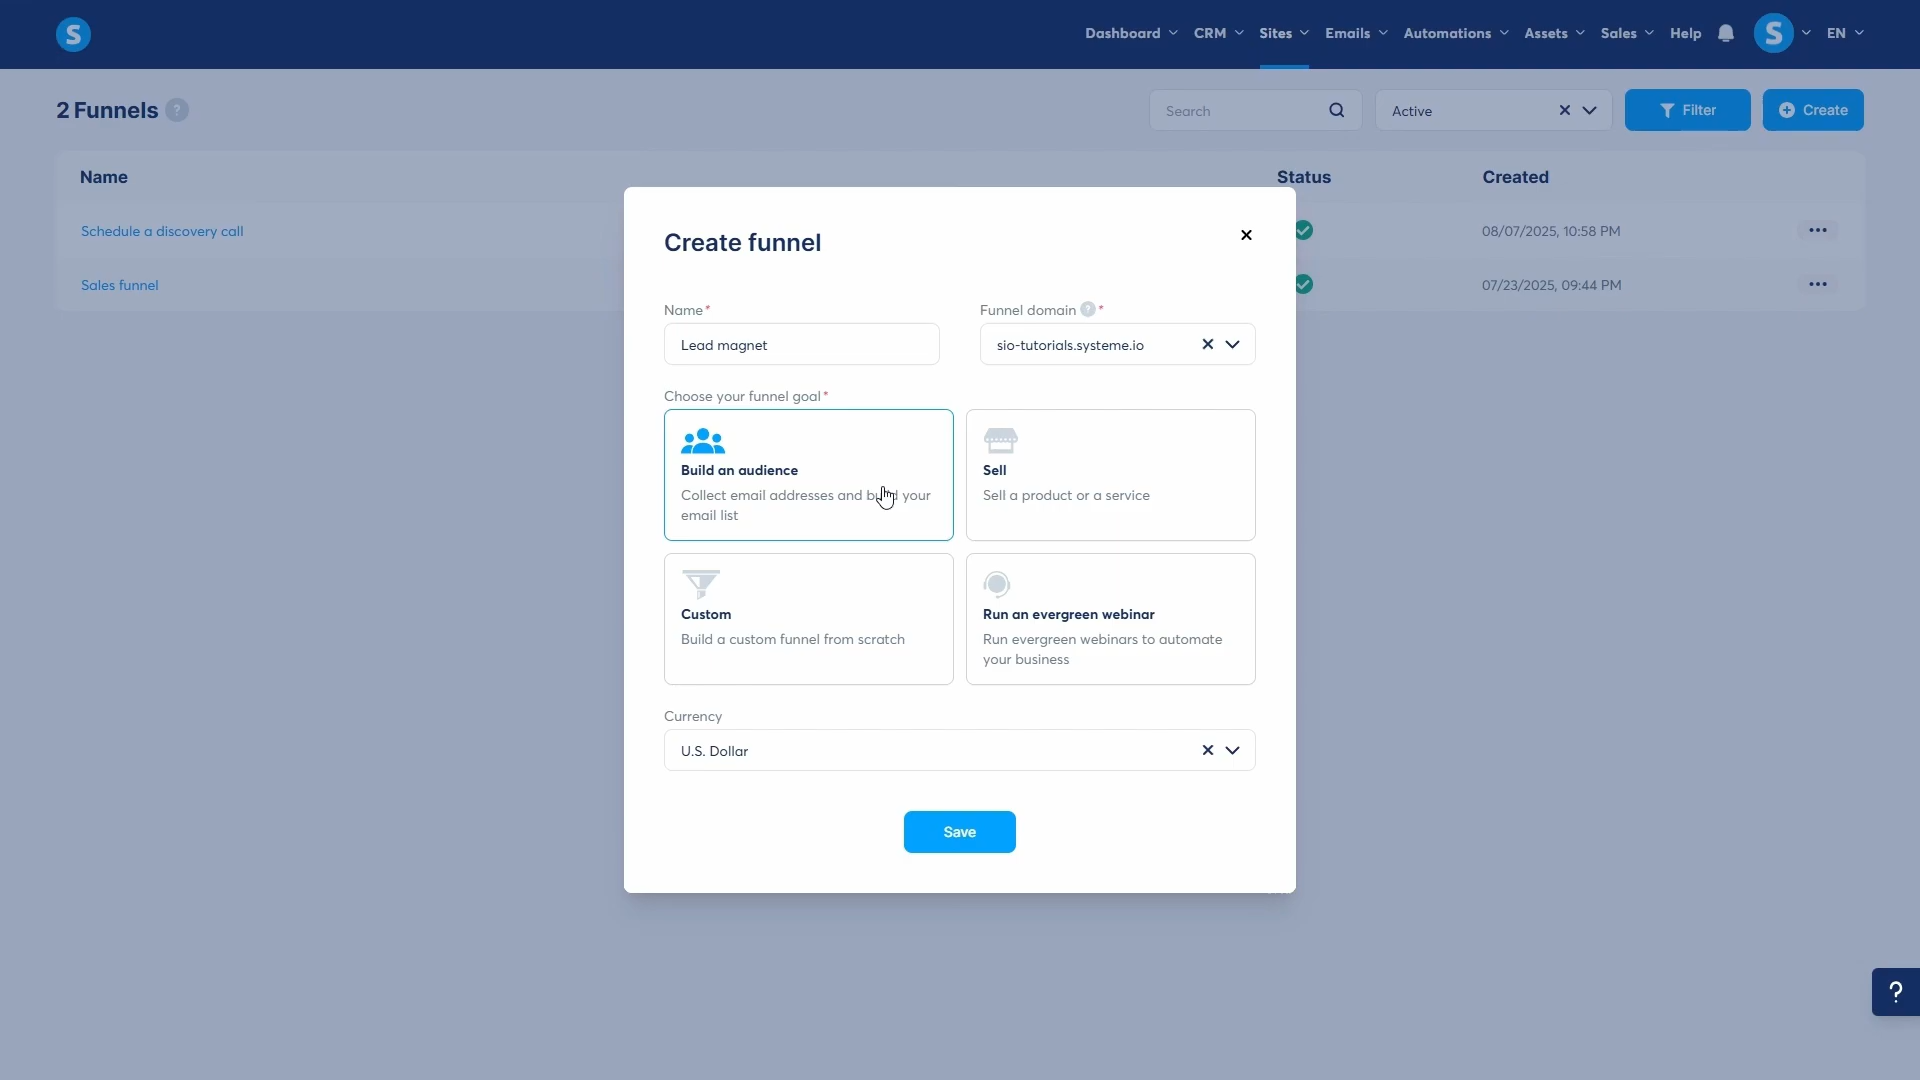 S
Dashboard CRM Sites Emails Automations Assets Sales Help S EN
2 Funnels ?
Search Active Filter Create
Name Status Created
Schedule a discovery call 08/07/2025, 10:58 PM
Sales funnel 07/23/2025, 09:44 PM
Create funnel
Name* Funnel domain ? *
Lead magnet sio-tutorials.systeme.io
Choose your funnel goal*
Build an audience
Collect email addresses and build your
email list
Sell
Sell a product or a service
Custom
Build a custom funnel from scratch
Run an evergreen webinar
Run evergreen webinars to automate
your business
Currency
U.S. Dollar
Save
?